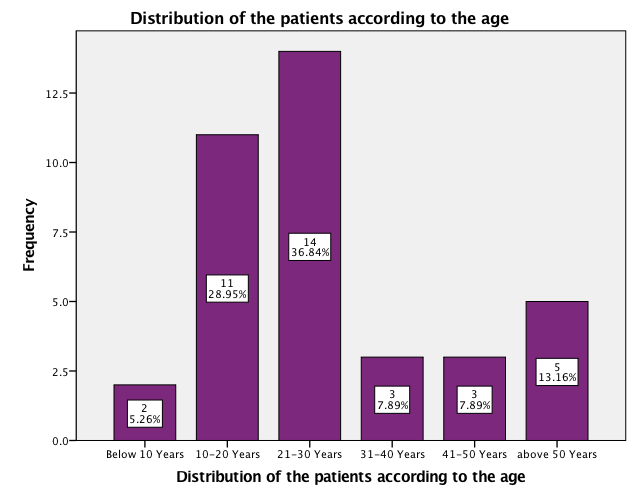 Distribution of the patients according to the age
Frequency
12.5
10.0
7.5
5.0
2.5
0.0
2
5.26%
11
28.95%
14
36.84%
3
7.89%
3
7.89%
5
13.16%
Below 10 Years
10-20 Years
21-30 Years
31-40 Years
41-50 Years
above 50 Years
Distribution of the patients according to the age